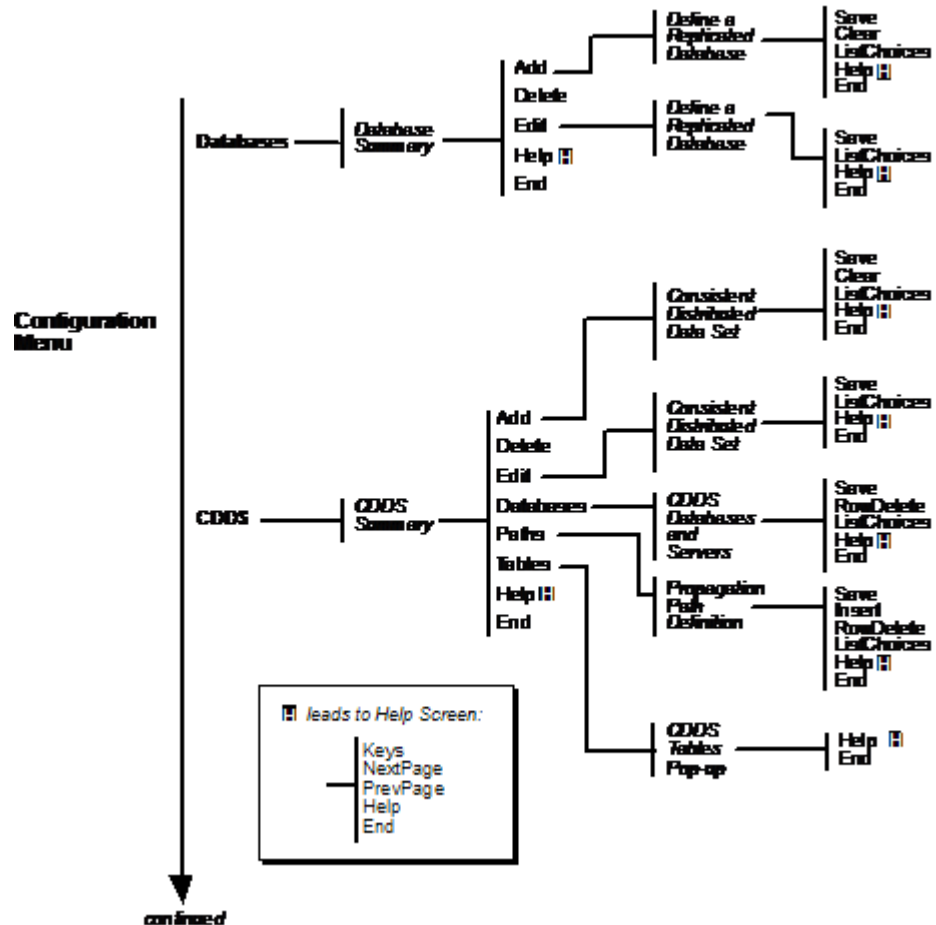 Define a
Replicated
Database
Save
Clear
ListChoices
Help H
End
Add
Delete
Edit
Help H
End
Databases
Database
Summary
Define a
Replicated
Database
Save
ListChoices
Help H
End
Configuration
Menu
Consistent
Distributed
Data Set
Save
Clear
ListChoices
Help H
End
Consistent
Distributed
Data Set
Save
ListChoices
Help H
End
CDDS
CDDS
Summary
Add
Delete
Edit
Databases
Paths
Tables
Help H
End
CDDS
Databases
and
Servers
Save
RowDelete
ListChoices
Help H
End
Propagation
Path
Definition
Save
Insert
RowDelete
ListChoices
Help H
End
CDDS
Tables
Pop-up
Help H
End
H leads to Help Screen:
Keys
NextPage
PrevPage
Help
End
continued